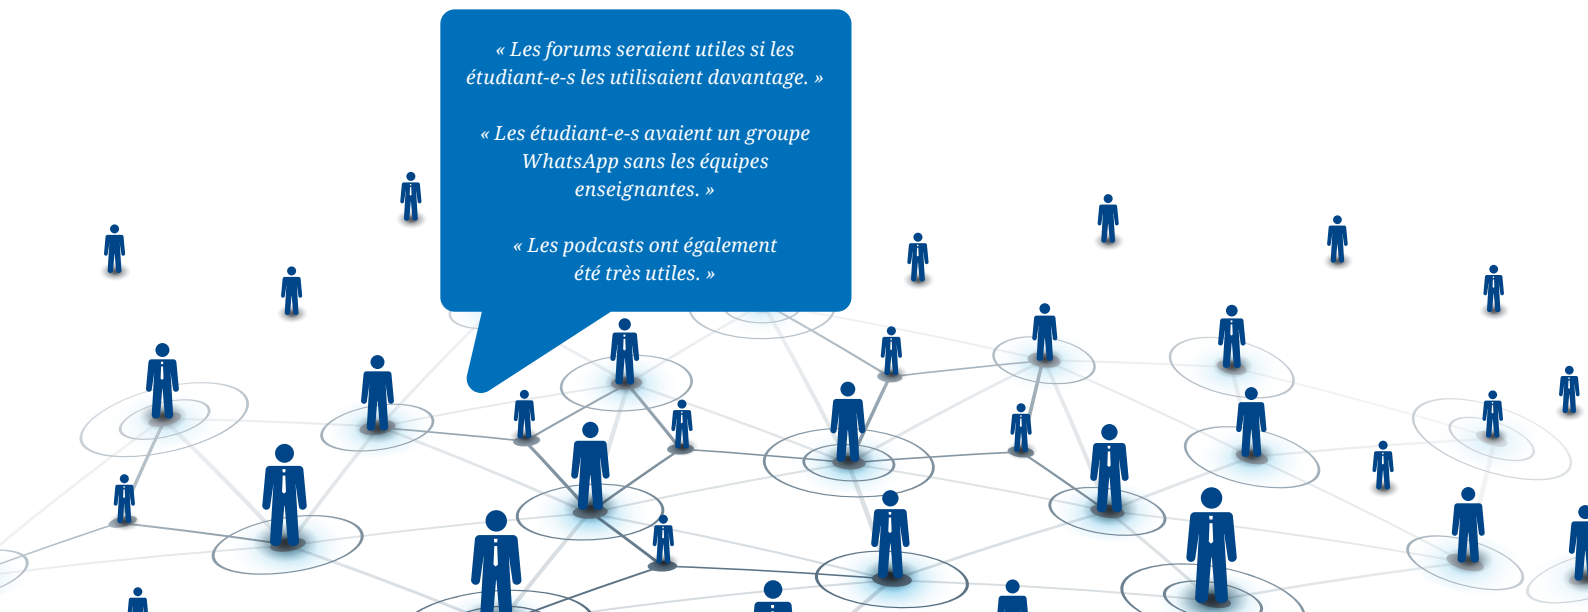 « Les forums seraient utiles si les
étudiant-e-s les utilisaient davantage. »
« Les étudiant-e-s avaient un groupe
WhatsApp sans les équipes
enseignantes. »
« Les podcasts ont également
été très utiles. »